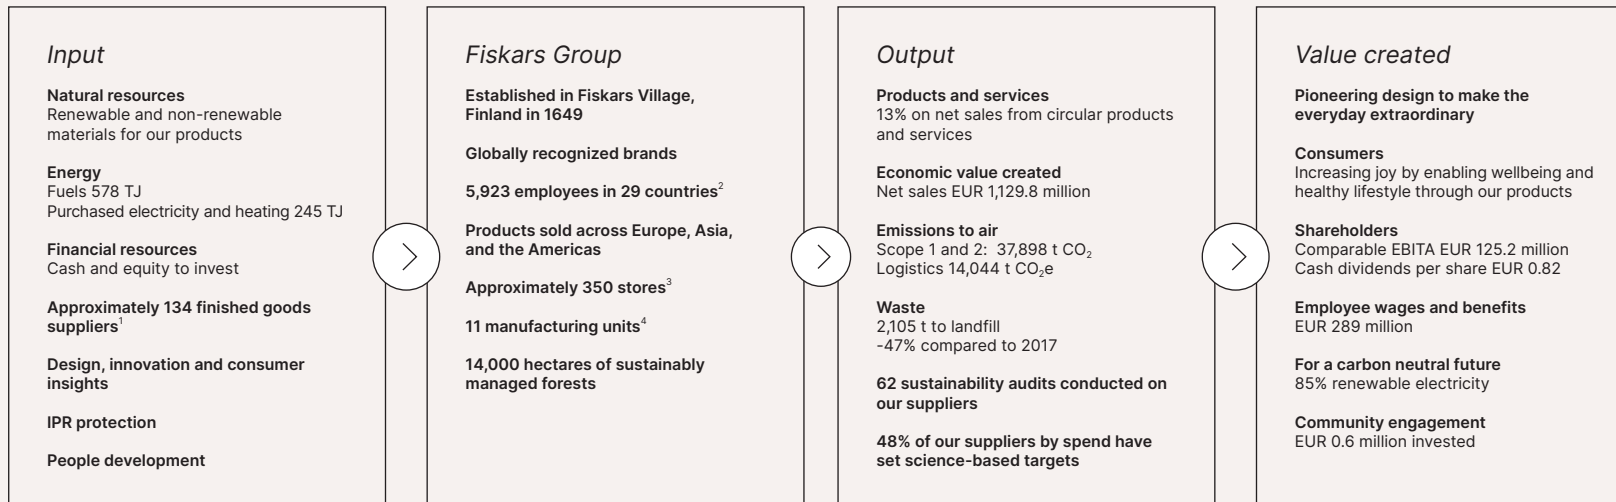 Input
Natural resources
Renewable and non-renewable
materials for our products
Energy
Fuels 578 TJ
Purchased electricity and heating 245 TJ
Financial resources
Cash and equity to invest
Approximately 134 finished goods
suppliers¹
Design, innovation and consumer
insights
IPR protection
People development
Fiskars Group
Established in Fiskars Village,
Finland in 1649
Globally recognized brands
5,923 employees in 29 countries²
Products sold across Europe, Asia,
and the Americas
Approximately 350 stores³
11 manufacturing units⁴
14,000 hectares of sustainably
managed forests
Output
Products and services
13% on net sales from circular products
and services
Economic value created
Net sales EUR 1,129.8 million
Emissions to air
Scope 1 and 2: 37,898 t CO₂
Logistics 14,044 t CO₂e
Waste
2,105 t to landfill
-47% compared to 2017
62 sustainability audits conducted on
our suppliers
48% of our suppliers by spend have
set science-based targets
Value created
Pioneering design to make the
everyday extraordinary
Consumers
Increasing joy by enabling wellbeing and
healthy lifestyle through our products
Shareholders
Comparable EBITA EUR 125.2 million
Cash dividends per share EUR 0.82
Employee wages and benefits
EUR 289 million
For a carbon neutral future
85% renewable electricity
Community engagement
EUR 0.6 million invested